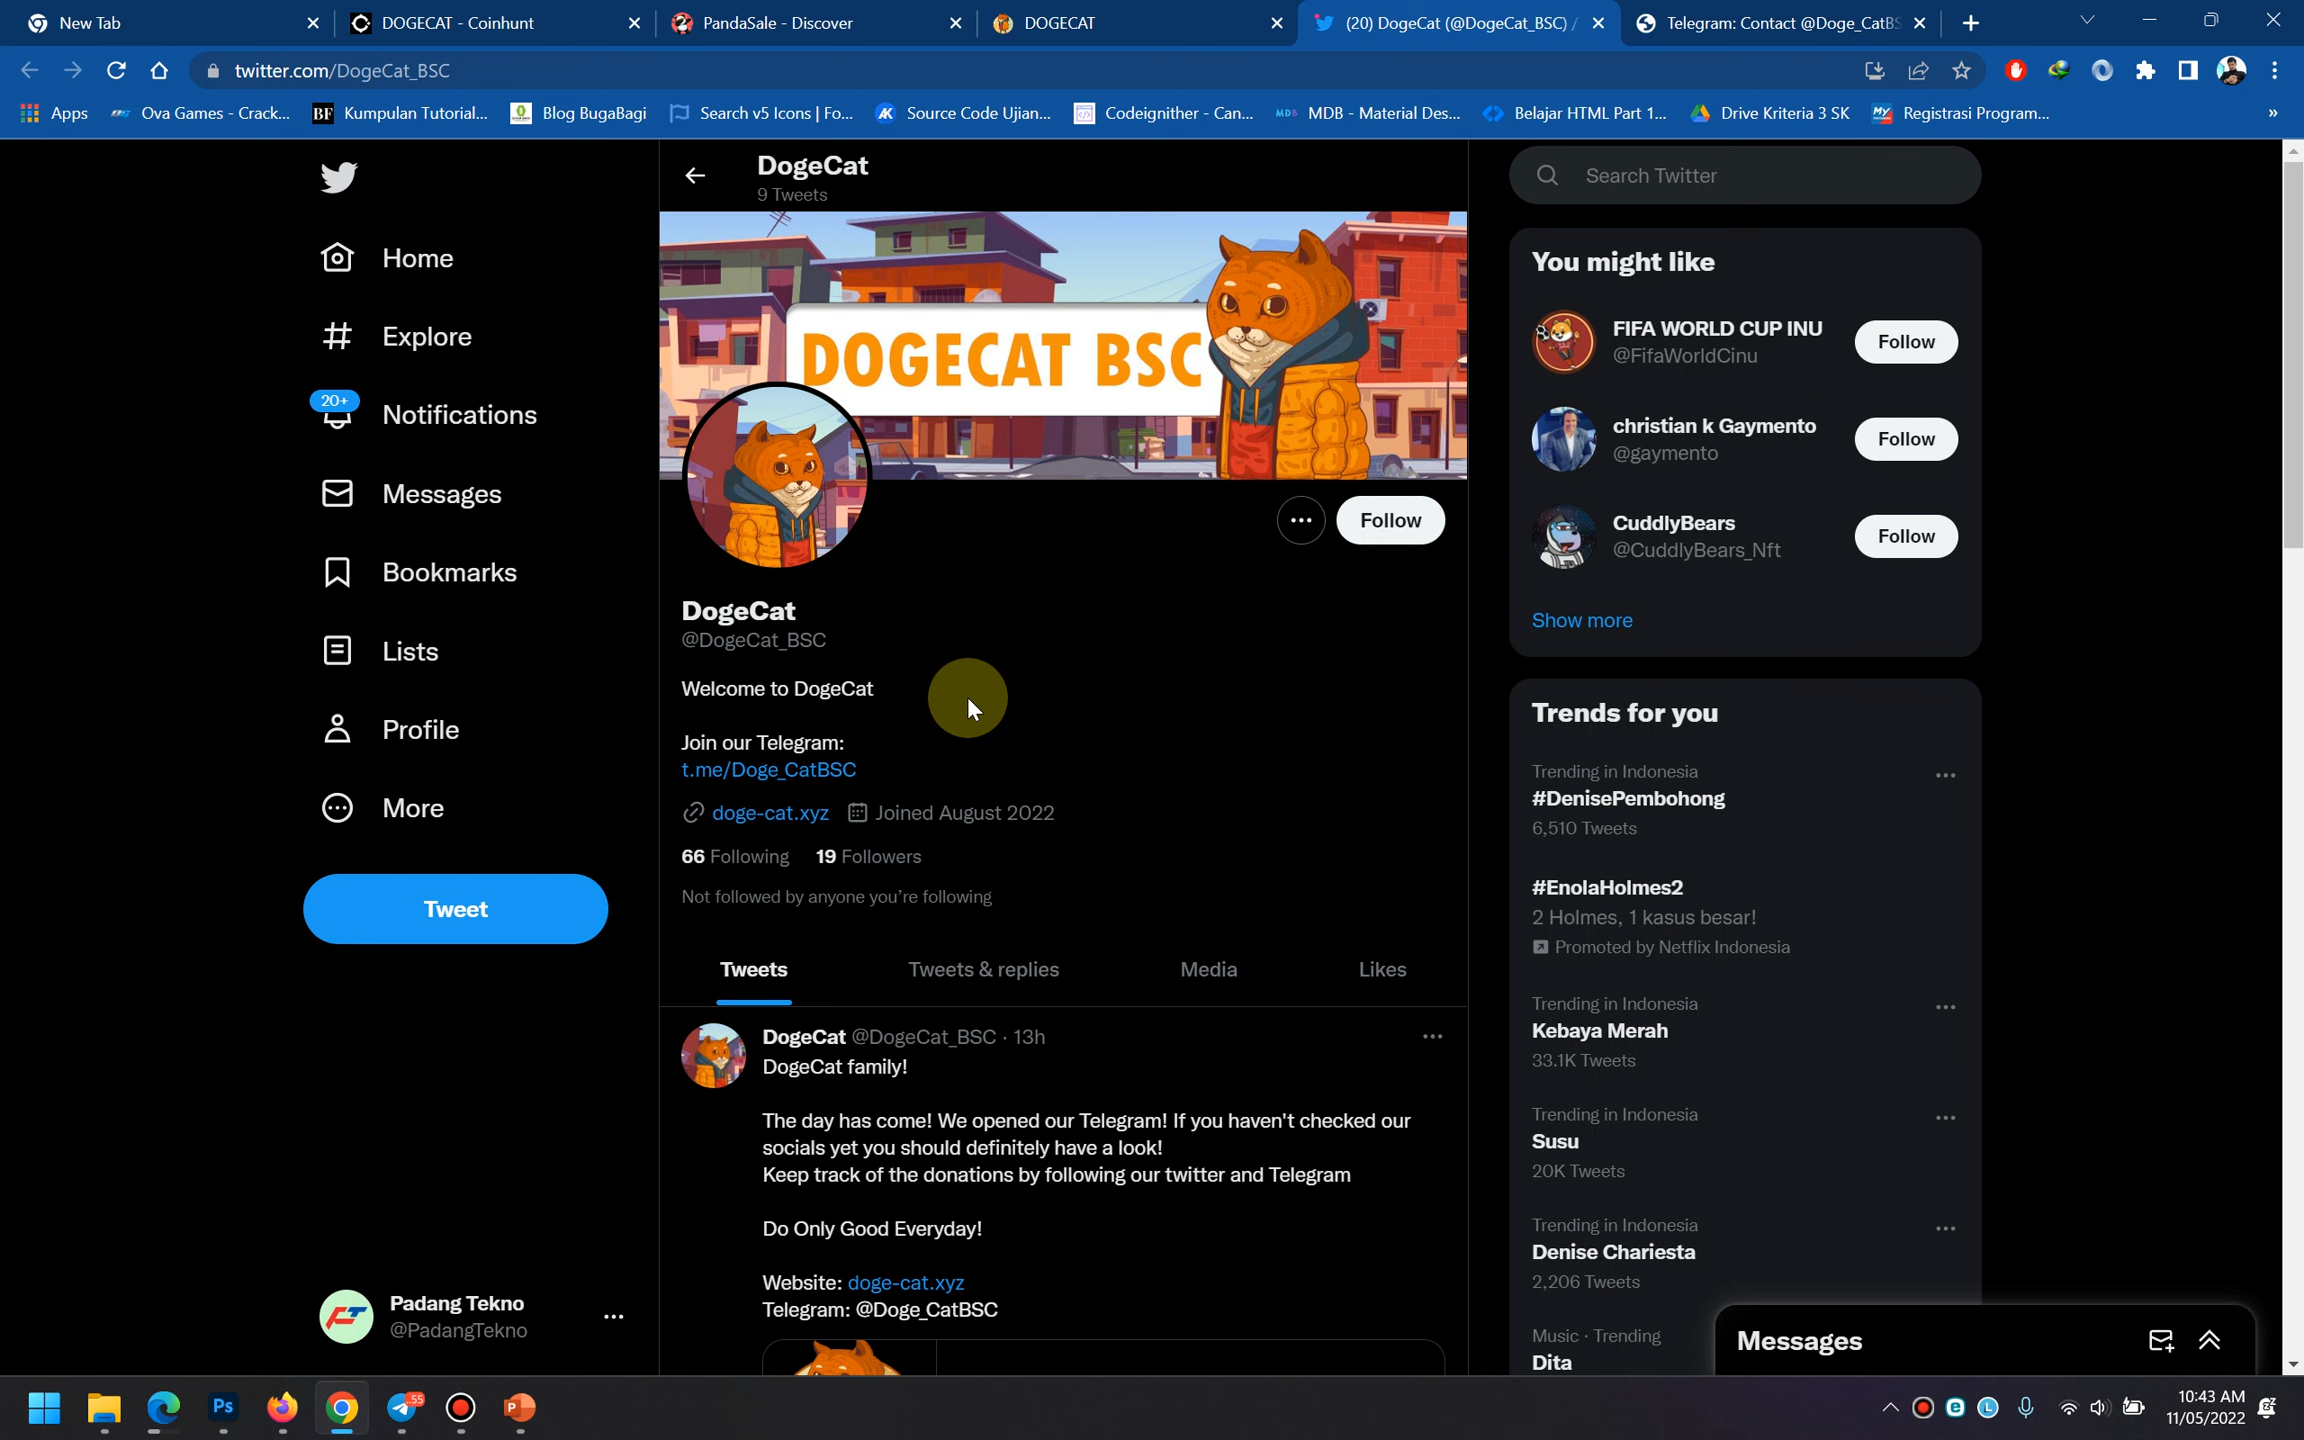 New Tab
DOGECAT - Coinhunt
PandaSale - Discover
DOGECAT
(20) DogeCat (@DogeCat_BSC) /
Telegram: Contact @Doge_CatBS
twitter.com/DogeCat_BSC
Apps
Ova Games - Crack...
BF
Kumpulan Tutorial...
Blog BugaBagi
Search v5 Icons | Fo...
AK
Source Code Ujian...
Codeignither - Can...
MDB
MDB - Material Des...
Belajar HTML Part 1...
Drive Kriteria 3 SK
My
Registrasi Program...
»
Home
Explore
20+
Notifications
Messages
Bookmarks
Lists
Profile
More
Tweet
Padang Tekno
@PadangTekno
DogeCat
9 Tweets
DOGECAT BSC
Follow
DogeCat
@DogeCat_BSC
Welcome to DogeCat
Join our Telegram:
t.me/Doge_CatBSC
doge-cat.xyz
Joined August 2022
66 Following 19 Followers
Not followed by anyone you're following
Tweets
Tweets & replies
Media
Likes
DogeCat @DogeCat_BSC · 13h
DogeCat family!
The day has come! We opened our Telegram! If you haven't checked our
socials yet you should definitely have a look!
Keep track of the donations by following our twitter and Telegram
Do Only Good Everyday!
Website: doge-cat.xyz
Telegram: @Doge_CatBSC
Search Twitter
You might like
FIFA WORLD CUP INU
@FifaWorldCinu
Follow
christian k Gaymento
@gaymento
Follow
CuddlyBears
@CuddlyBears_Nft
Follow
Show more
Trends for you
Trending in Indonesia
#DenisePembohong
6,510 Tweets
#EnolaHolmes2
2 Holmes, 1 kasus besar!
Promoted by Netflix Indonesia
Trending in Indonesia
Kebaya Merah
33.1K Tweets
Trending in Indonesia
Susu
20K Tweets
Trending in Indonesia
Denise Chariesta
2,206 Tweets
Music · Trending
Dita
Messages
Ps
55
P
10:43 AM
11/05/2022